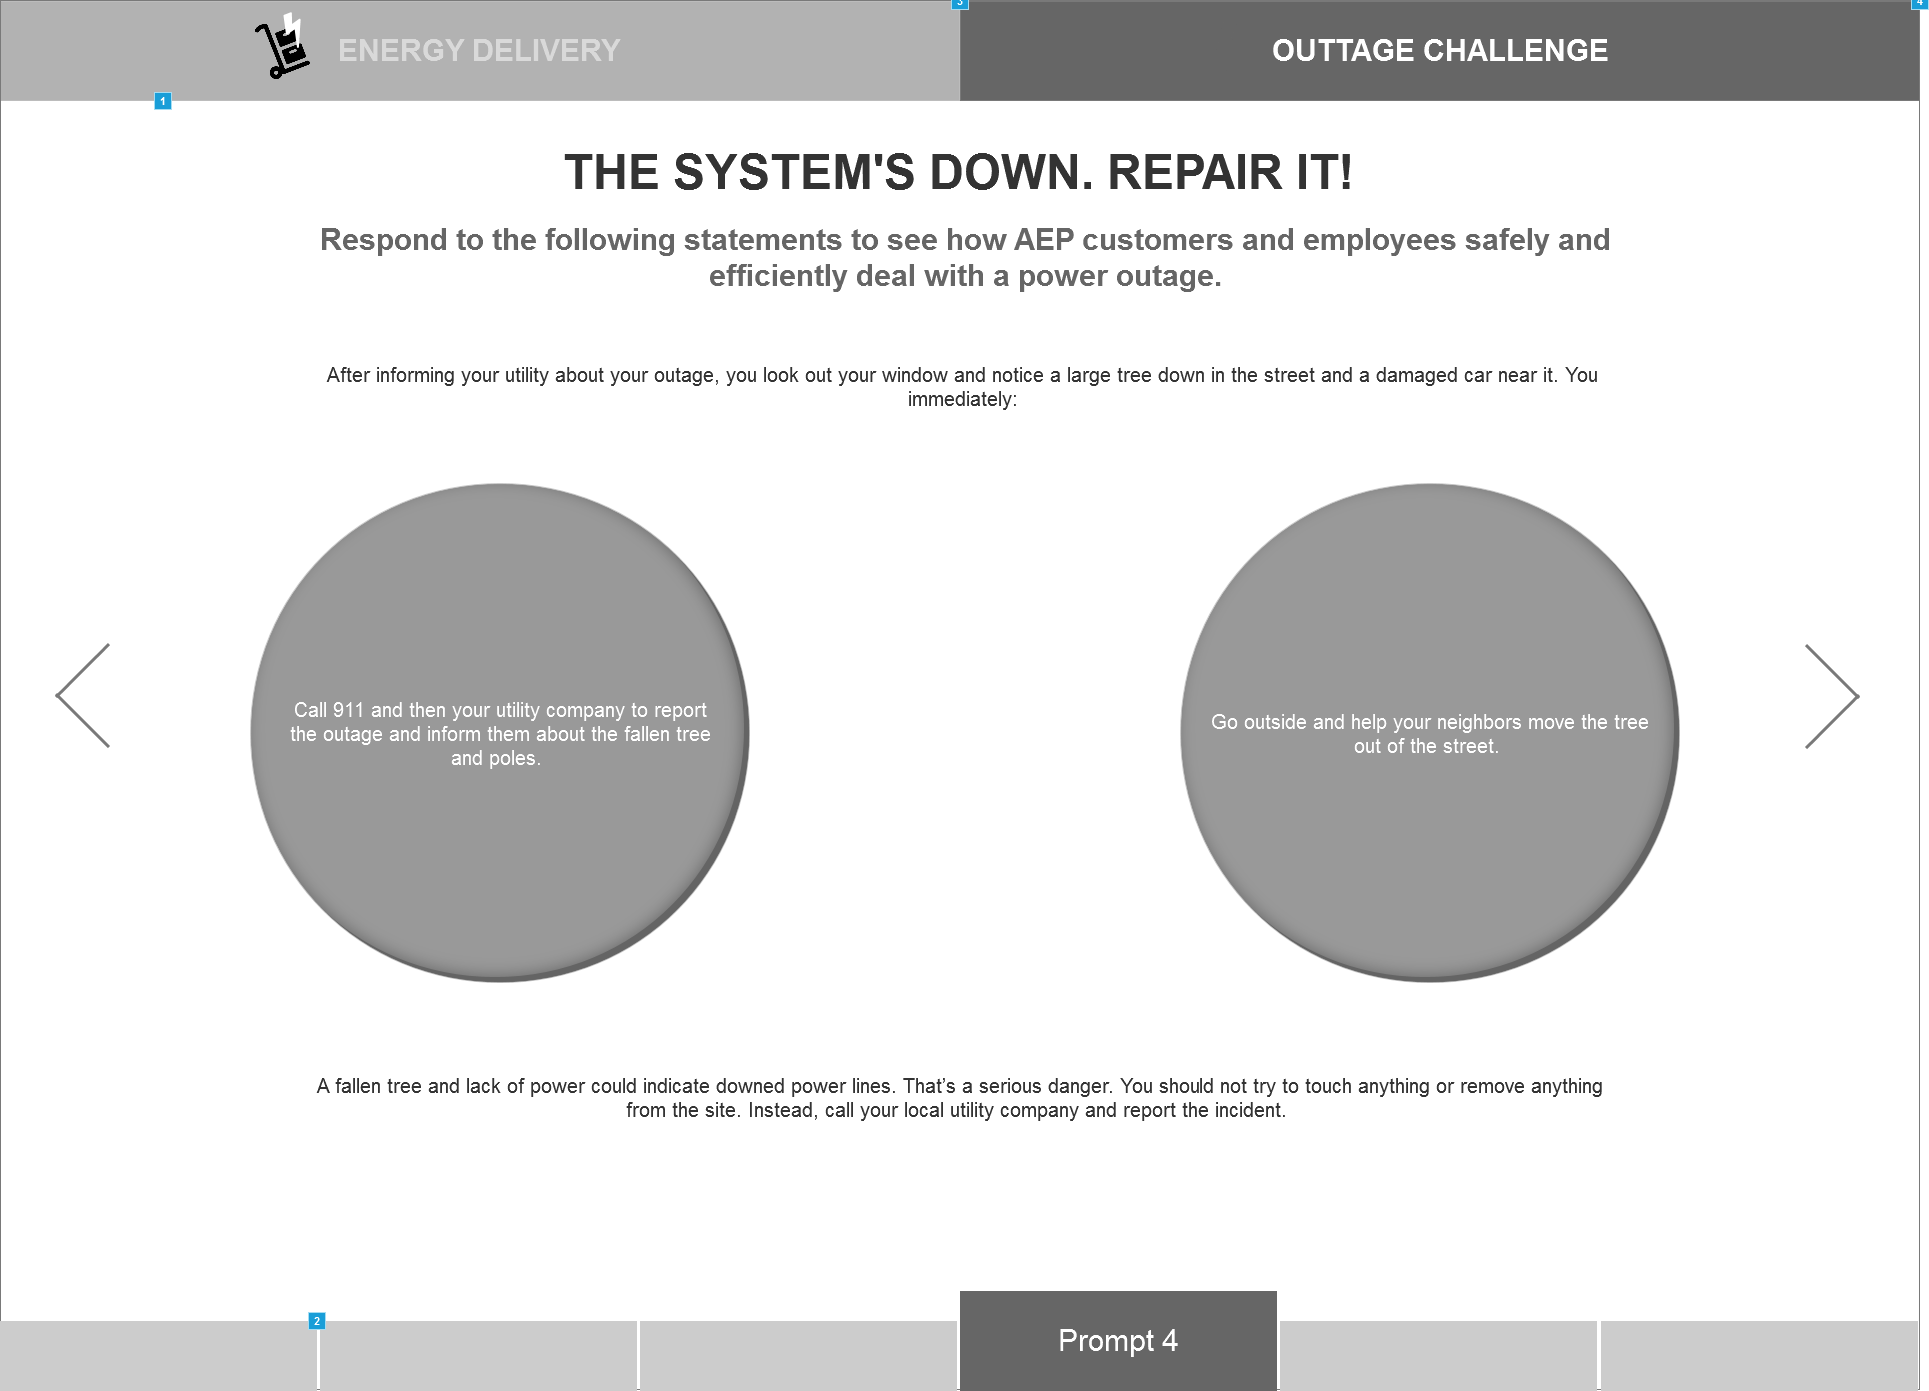 3
4
ENERGY DELIVERY
OUTTAGE CHALLENGE
1
THE SYSTEM'S DOWN. REPAIR IT!
Respond to the following statements to see how AEP customers and employees safely and
efficiently deal with a power outage.
After informing your utility about your outage, you look out your window and notice a large tree down in the street and a damaged car near it. You
immediately:
Call 911 and then your utility company to report
the outage and inform them about the fallen tree
and poles.
Go outside and help your neighbors move the tree
out of the street.
A fallen tree and lack of power could indicate downed power lines. That’s a serious danger. You should not try to touch anything or remove anything
from the site. Instead, call your local utility company and report the incident.
2
Prompt 4